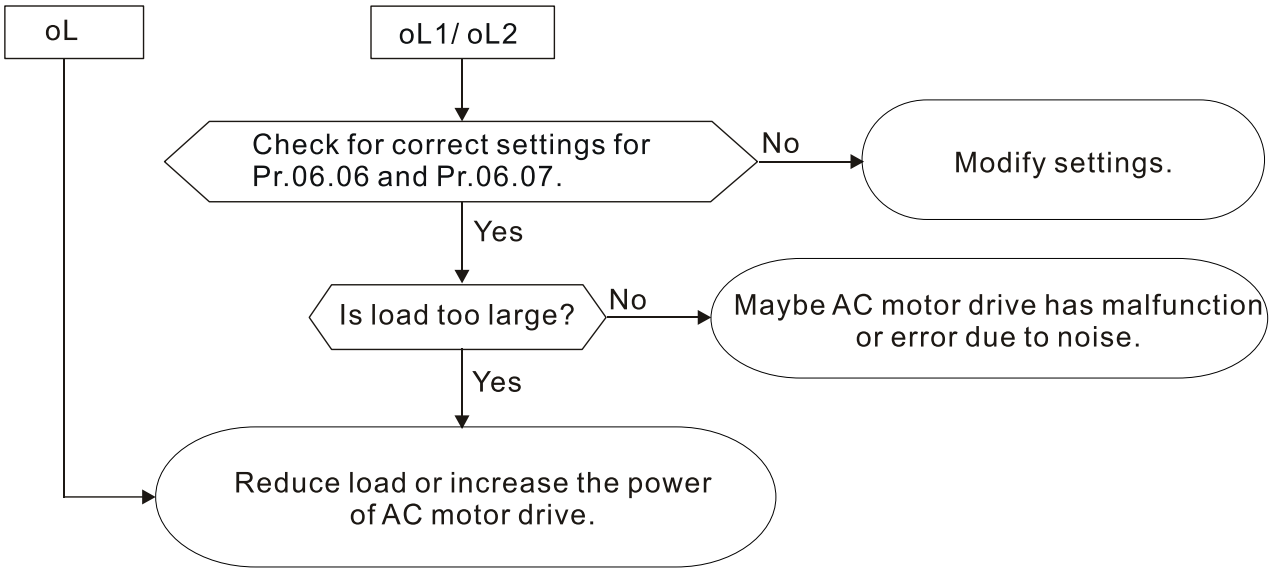 oL
oL1/ oL2
Check for correct settings for
Pr.06.06 and Pr.06.07.
No
Modify settings.
Yes
Is load too large?
No
Maybe AC motor drive has malfunction
or error due to noise.
Yes
Reduce load or increase the power
of AC motor drive.